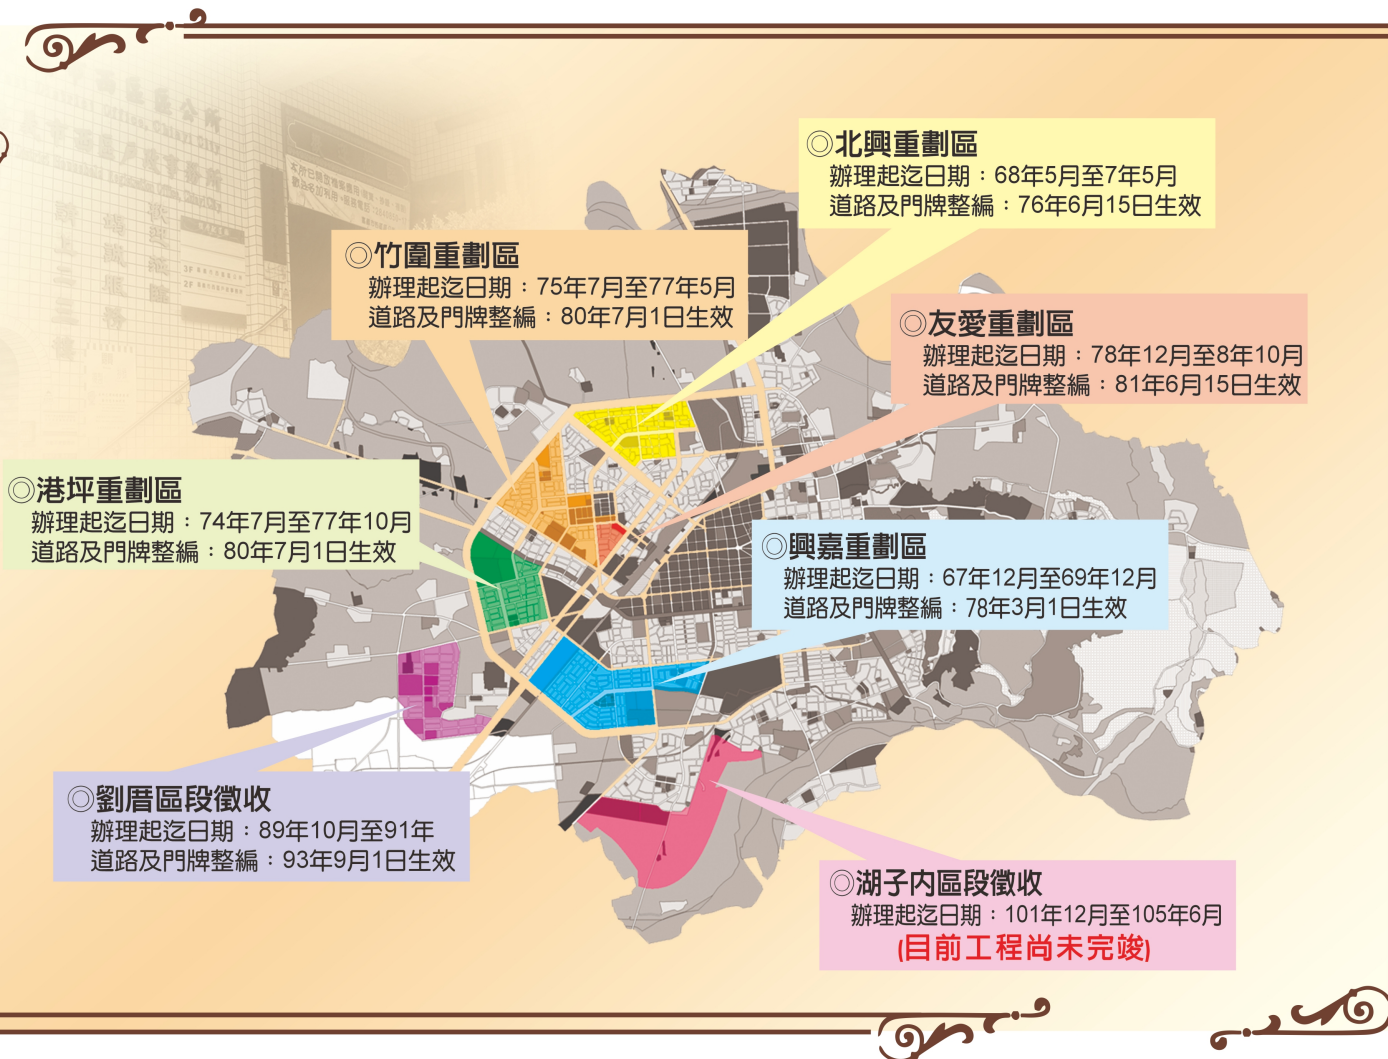 ◎北興重劃區
辦理起迄日期：68年5月至7年5月
道路及門牌整編：76年6月15日生效
◎竹圍重劃區
辦理起迄日期：75年7月至77年5月
道路及門牌整編：80年7月1日生效
◎友愛重劃區
辦理起迄日期：78年12月至8年10月
道路及門牌整編：81年6月15日生效
◎港坪重劃區
辦理起迄日期：74年7月至77年10月
道路及門牌整編：80年7月1日生效
◎興嘉重劃區
辦理起迄日期：67年12月至69年12月
道路及門牌整編：78年3月1日生效
◎劉厝區段徵收
辦理起迄日期：89年10月至91年
道路及門牌整編：93年9月1日生效
◎湖子內區段徵收
辦理起迄日期：101年12月至105年6月
(目前工程尚未完竣)